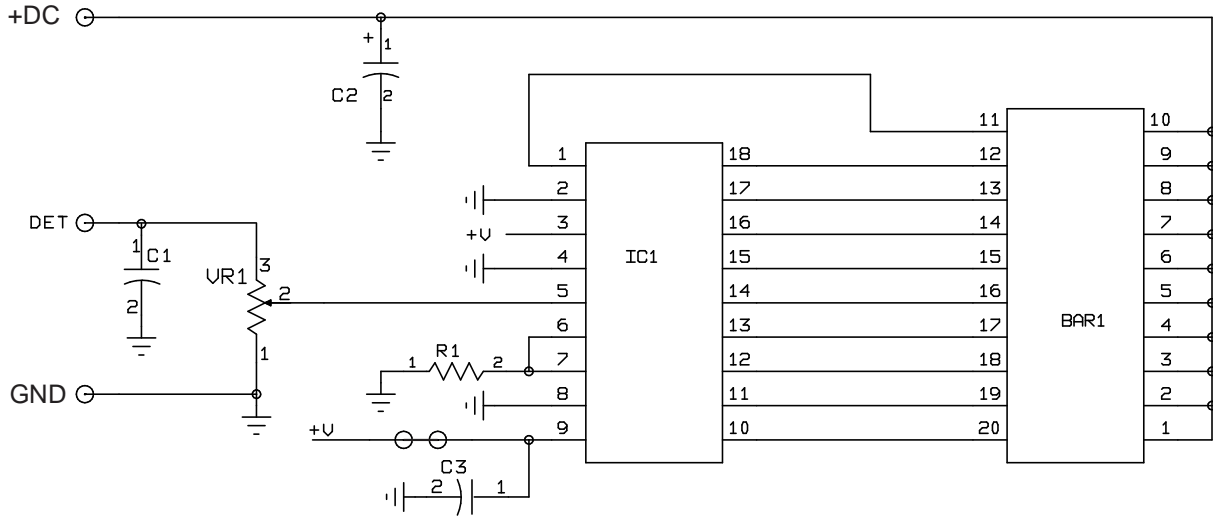 +DC
+ 1
C2 2
11 10
1 18 12 9
2 17 13 8
+V 3 16 14 7
DET
1 C1
IC1
4 15 15 6
VR1 3
2
5 14 16 5
BAR1
2
6 13 17 4
1
1 R1 2
7 12 18 3
GND
8 11 19 2
+V
9 10 20 1
C3
2 1